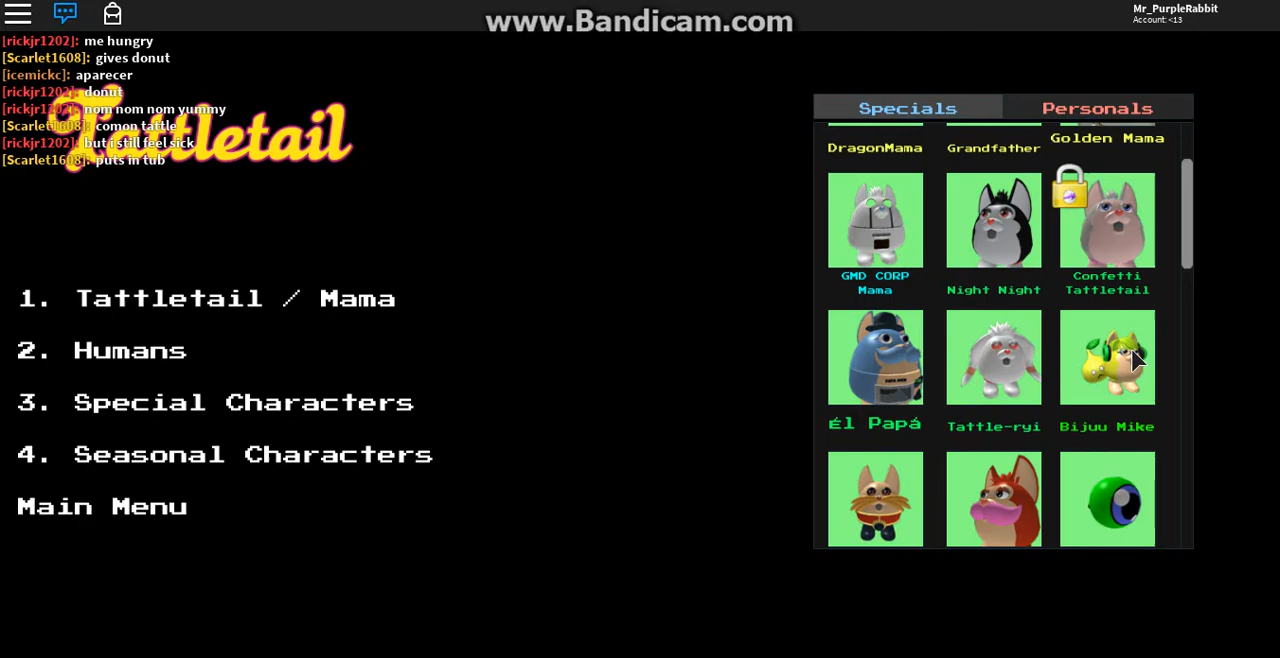 www.Bandicam.com
Mr_PurpleRabbit
Account: <13
[rickjr1202]: me hungry
[Scarlet1608]: gives donut
[icemickc]: aparecer
[rickjr1202]: donut
[rickjr1202]: nom nom nom yummy
[Scarlet1608]: comon tattle
[rickjr1202]: but i still feel sick
[Scarlet1608]: puts in tub
Tattletail
1. Tattletail / Mama
2. Humans
3. Special Characters
4. Seasonal Characters
Main Menu
Specials
Personals
DragonMama
Grandfather
Golden Mama
GMD CORP
Mama
Night Night
Confetti
Tattletail
Él Papá
Tattle-ryi
Bijuu Mike